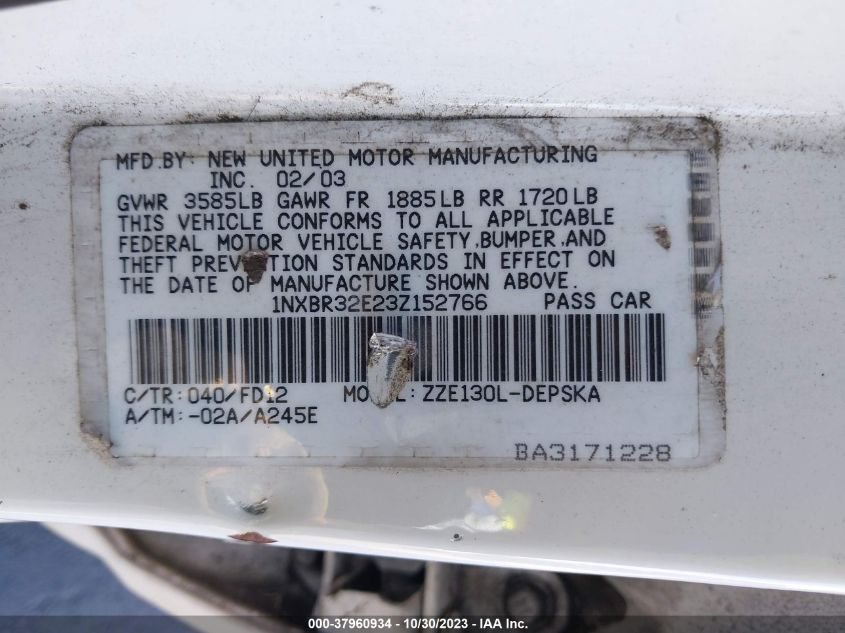 MFD.BY: NEW UNITED MOTOR MANUFACTURING
INC. 02/03
GVWR 3585LB GAWR FR 1885LB RR 1720LB
THIS VEHICLE CONFORMS TO ALL APPLICABLE
FEDERAL MOTOR VEHICLE SAFETY,BUMPER,AND
THEFT STANDARDS IN EFFECT ON
THE DATE OF MANUFACTURE SHOWN ABOVE.
1NXBR32E23Z152766 PASS CAR
C/TR: 040/FD12 ZZE130L-DEPSKA
A/TM:-02A/A245E
BA3171228
000-37960934 / 10/30/2023 - IAA, Inc.